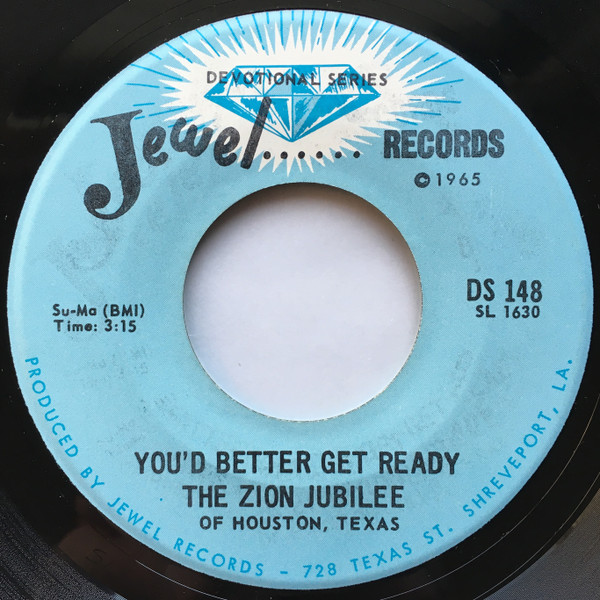 DEVOTIONAL SERIES
Jewel...... RECORDS
©1965
Su-Ma (BMI)
Time: 3:15
DS 148
SL 1630
YOU'D BETTER GET READY
THE ZION JUBILEE
OF HOUSTON, TEXAS
PRODUCED BY JEWEL RECORDS - 728 TEXAS ST. SHREVEPORT, LA.